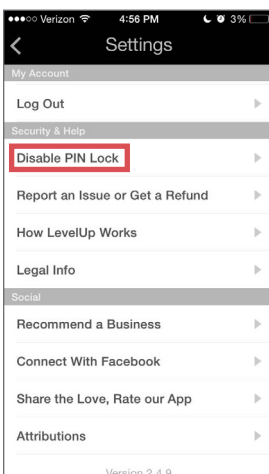 Verizon 4:56 PM 3%
Settings
My Account
Log Out
Security & Help
Disable PIN Lock
Report an Issue or Get a Refund
How LevelUp Works
Legal Info
Social
Recommend a Business
Connect With Facebook
Share the Love, Rate our App
Attributions
Version 2.4.9